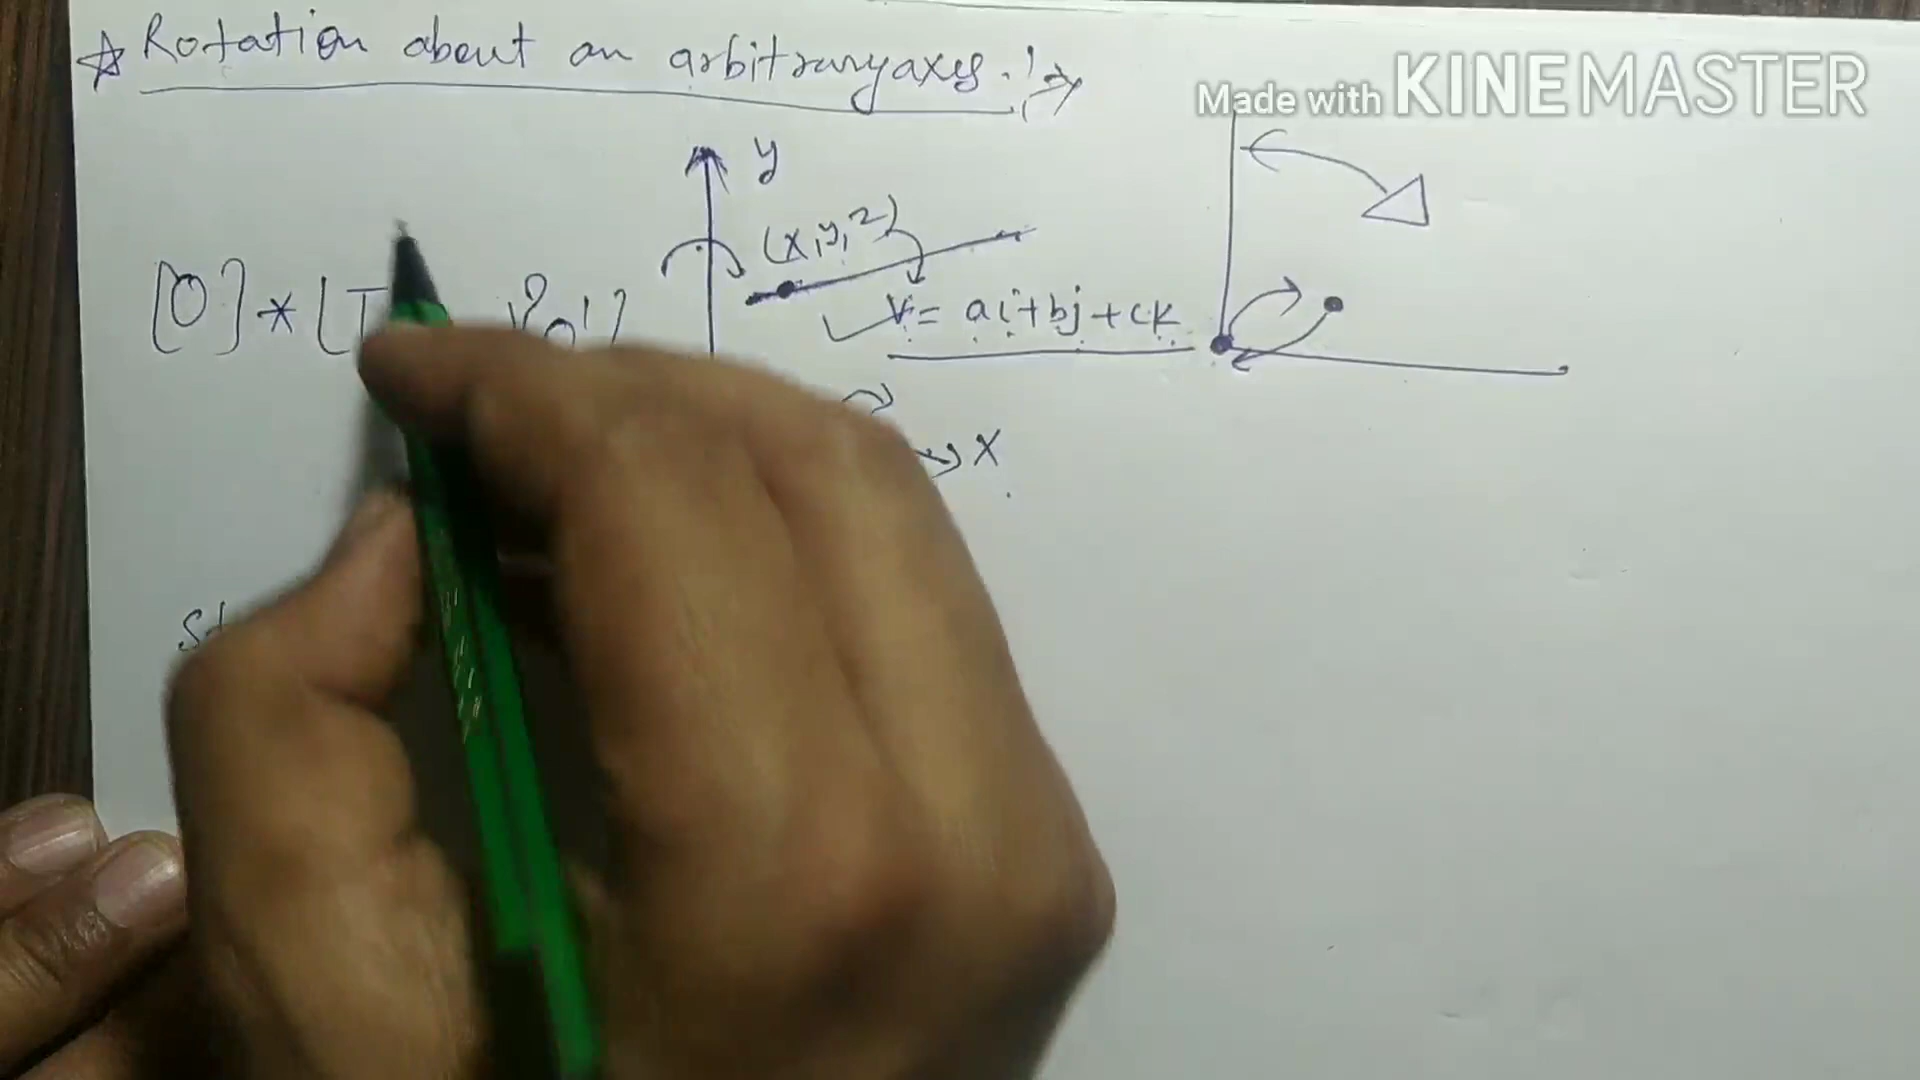 ☆ Rotation about an arbitrary axes :→
Made with KINEMASTER
y
(x,y,z)
[O] * [T
V = ai+bj+ck
x